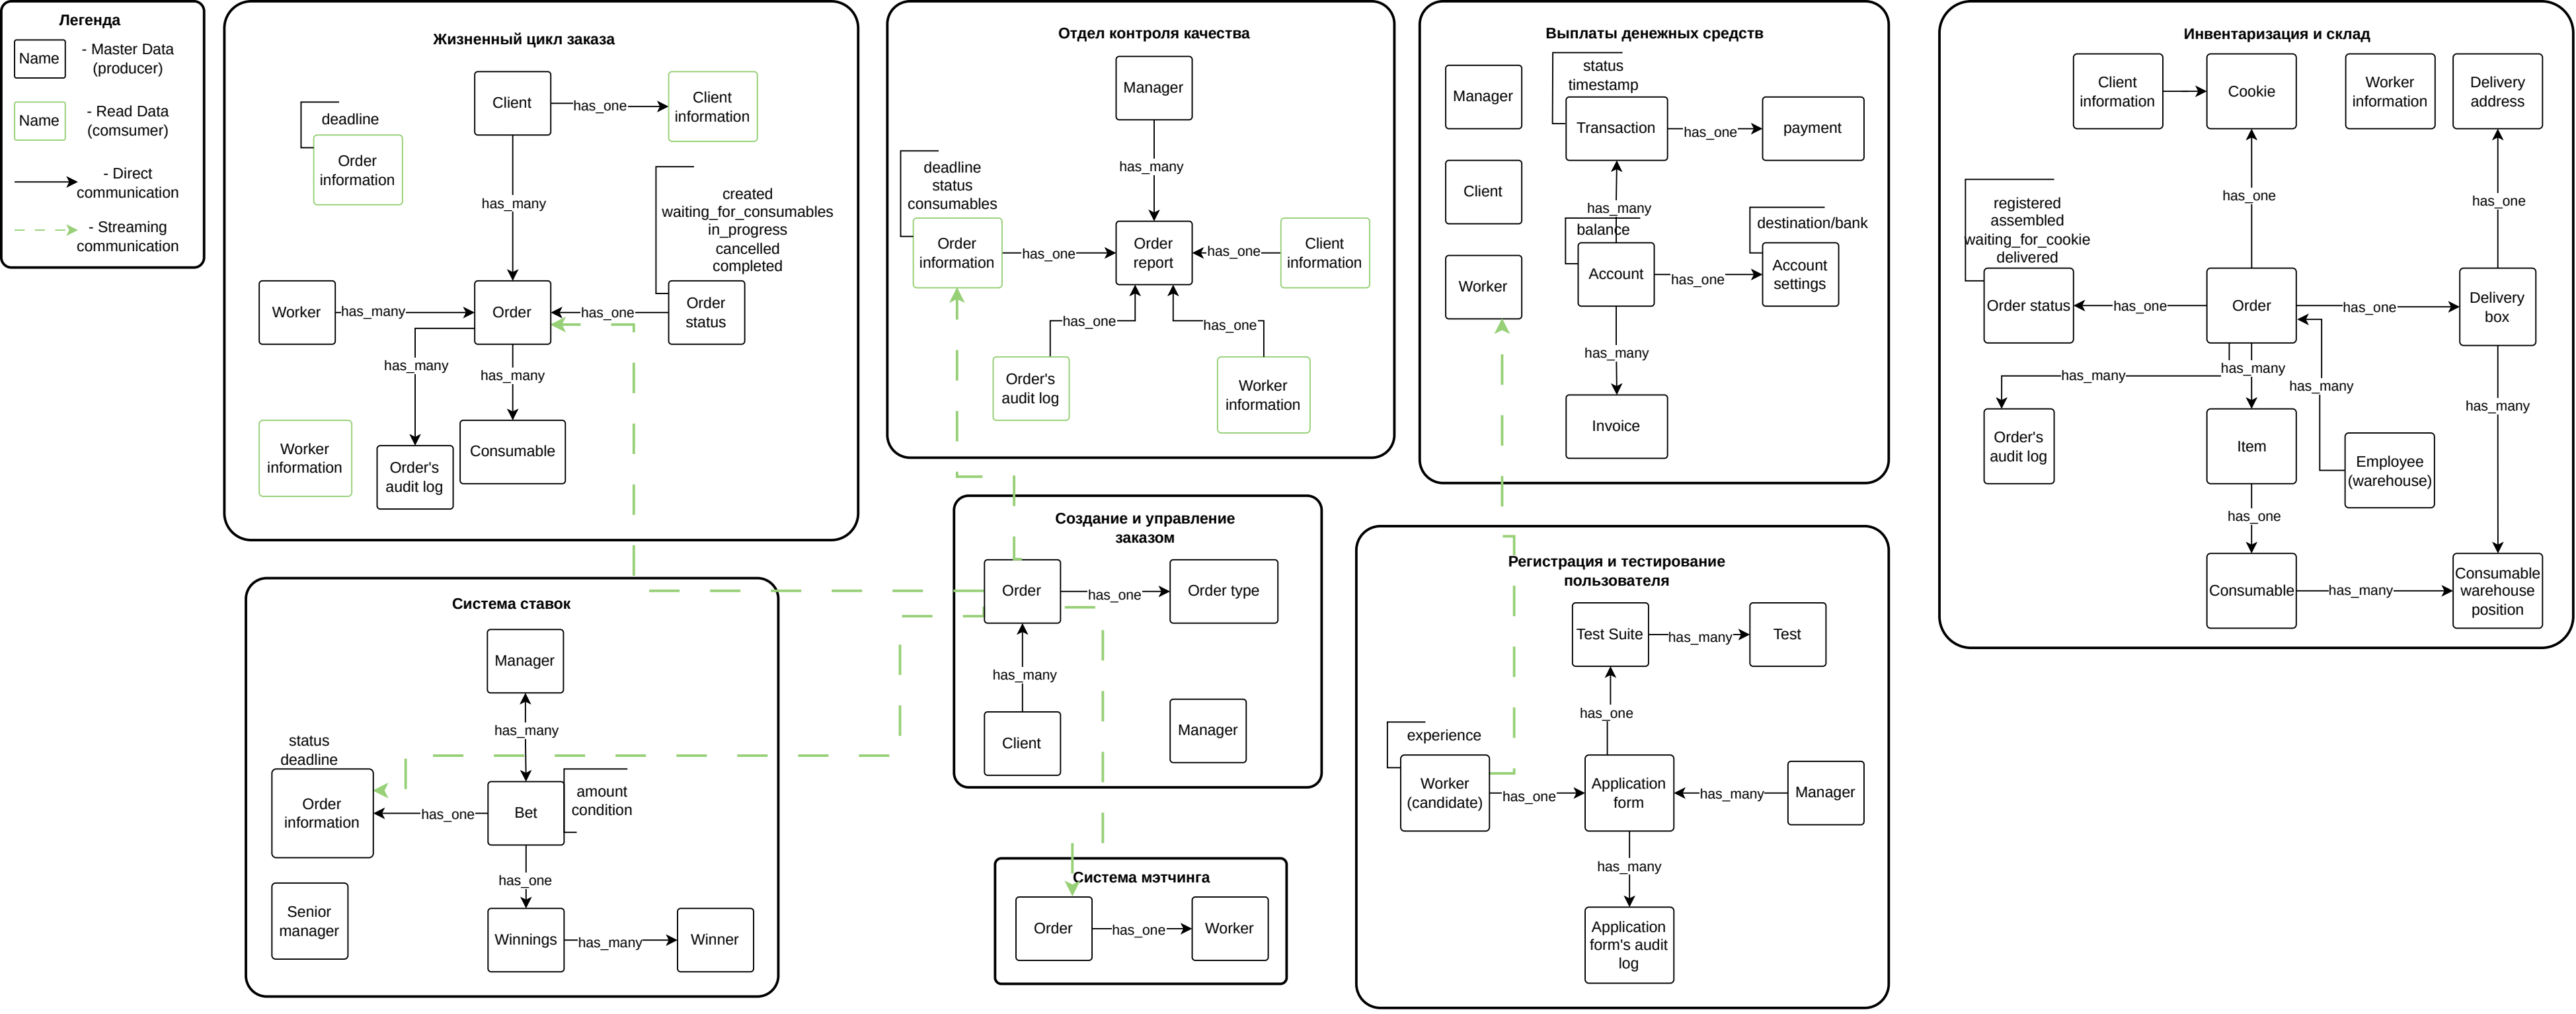 Легенда
Name
- Master Data
(producer)
Name
- Read Data
(comsumer)
- Direct
communication
- Streaming
communication
Жизненный цикл заказа
Client
has_one
Client
information
deadline
Order
information
has_many
created
waiting_for_consumables
in_progress
cancelled
completed
Worker
has_many
Order
has_one
Order
status
has_many
has_many
Worker
information
Order's
audit log
Consumable
Отдел контроля качества
Manager
has_many
deadline
status
consumables
Order
information
has_one
Order
report
has_one
Client
information
has_one
has_one
Order's
audit log
Worker
information
Выплаты денежных средств
Manager
Client
Worker
status
timestamp
Transaction
has_one
payment
has_many
balance
destination/bank
Account
has_one
Account
settings
has_many
Invoice
Инвентаризация и склад
Client
information
Cookie
Worker
information
Delivery
address
has_one
has_one
registered
assembled
waiting_for_cookie
delivered
Order status
has_one
Order
has_one
Delivery
box
has_many
has_many
has_many
has_many
Order's
audit log
Item
Employee
(warehouse)
has_one
Consumable
has_many
Consumable
warehouse
position
Система ставок
Manager
has_many
status
deadline
Order
information
has_one
Bet
amount
condition
has_one
Senior
manager
Winnings
has_many
Winner
Создание и управление
заказом
Order
has_one
Order type
has_many
Client
Manager
Система мэтчинга
Order
has_one
Worker
Регистрация и тестирование
пользователя
Test Suite
has_many
Test
has_one
experience
Worker
(candidate)
has_one
Application
form
has_many
Manager
has_many
Application
form's audit
log